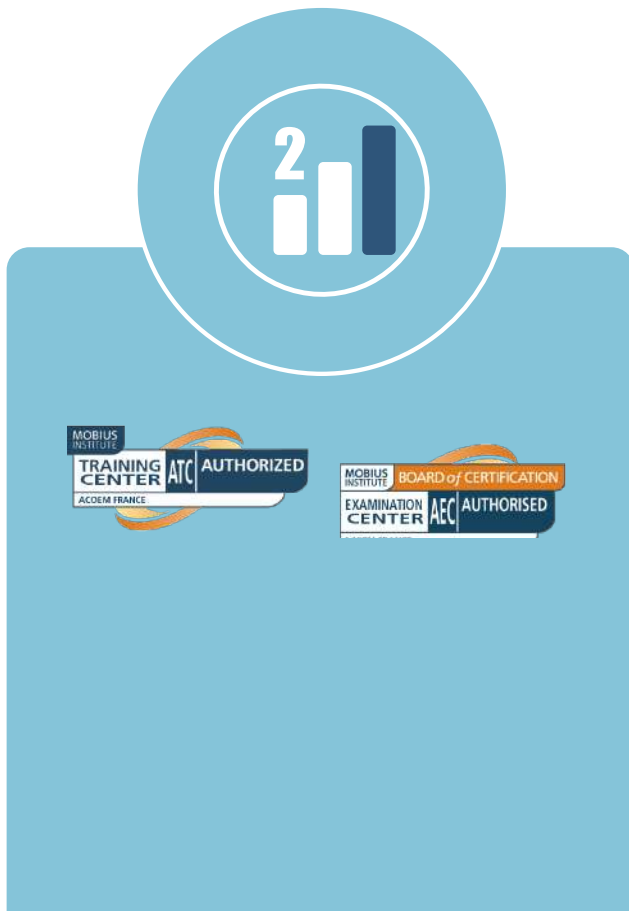 2
MOBIUS
INSTITUTE
TRAINING
CENTER
ATC
AUTHORIZED
ACOEM FRANCE
MOBIUS
INSTITUTE
BOARD of CERTIFICATION
EXAMINATION
CENTER
AEC
AUTHORISED